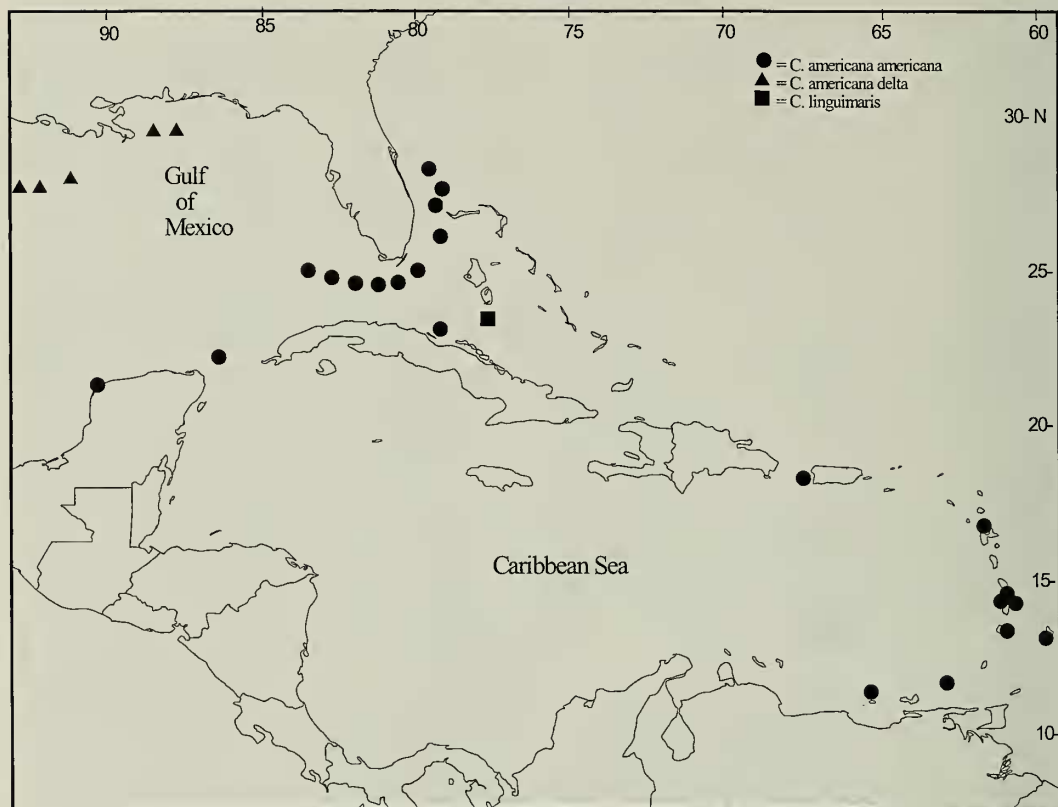 90 85 80 75 70 65 60
● = C. americana americana
▲ = C. americana delta
■ = C. linguimaris
30- N
Gulf
of
Mexico
25-
20-
15-
Caribbean Sea
10-